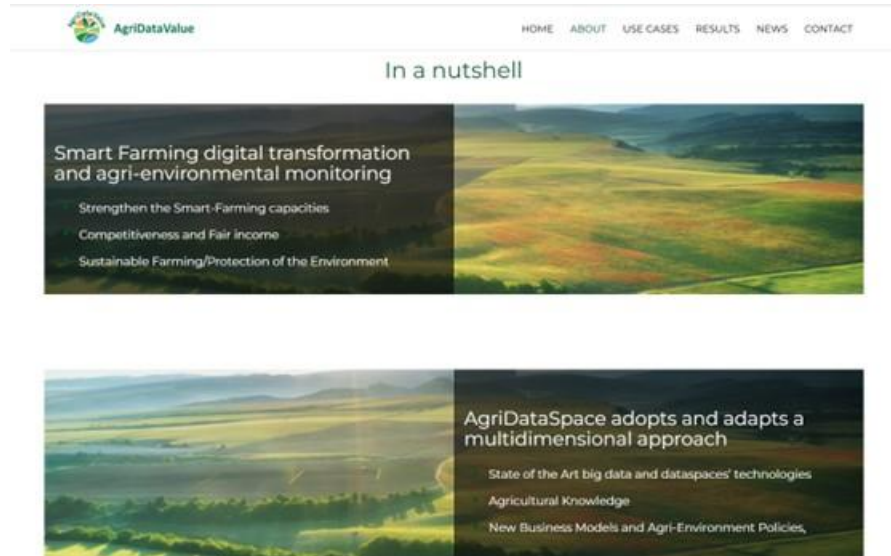 AgriDataValue
AgriDataValue
HOME ABOUT USE CASES RESULTS NEWS CONTACT
In a nutshell
Smart Farming digital transformation
and agri-environmental monitoring
Strengthen the Smart-Farming capacities
Competitiveness and Fair income
Sustainable Farming/Protection of the Environment
AgriDataSpace adopts and adapts a
multidimensional approach
State of the Art big data and dataspaces' technologies
Agricultural Knowledge
New Business Models and Agri-Environment Policies,